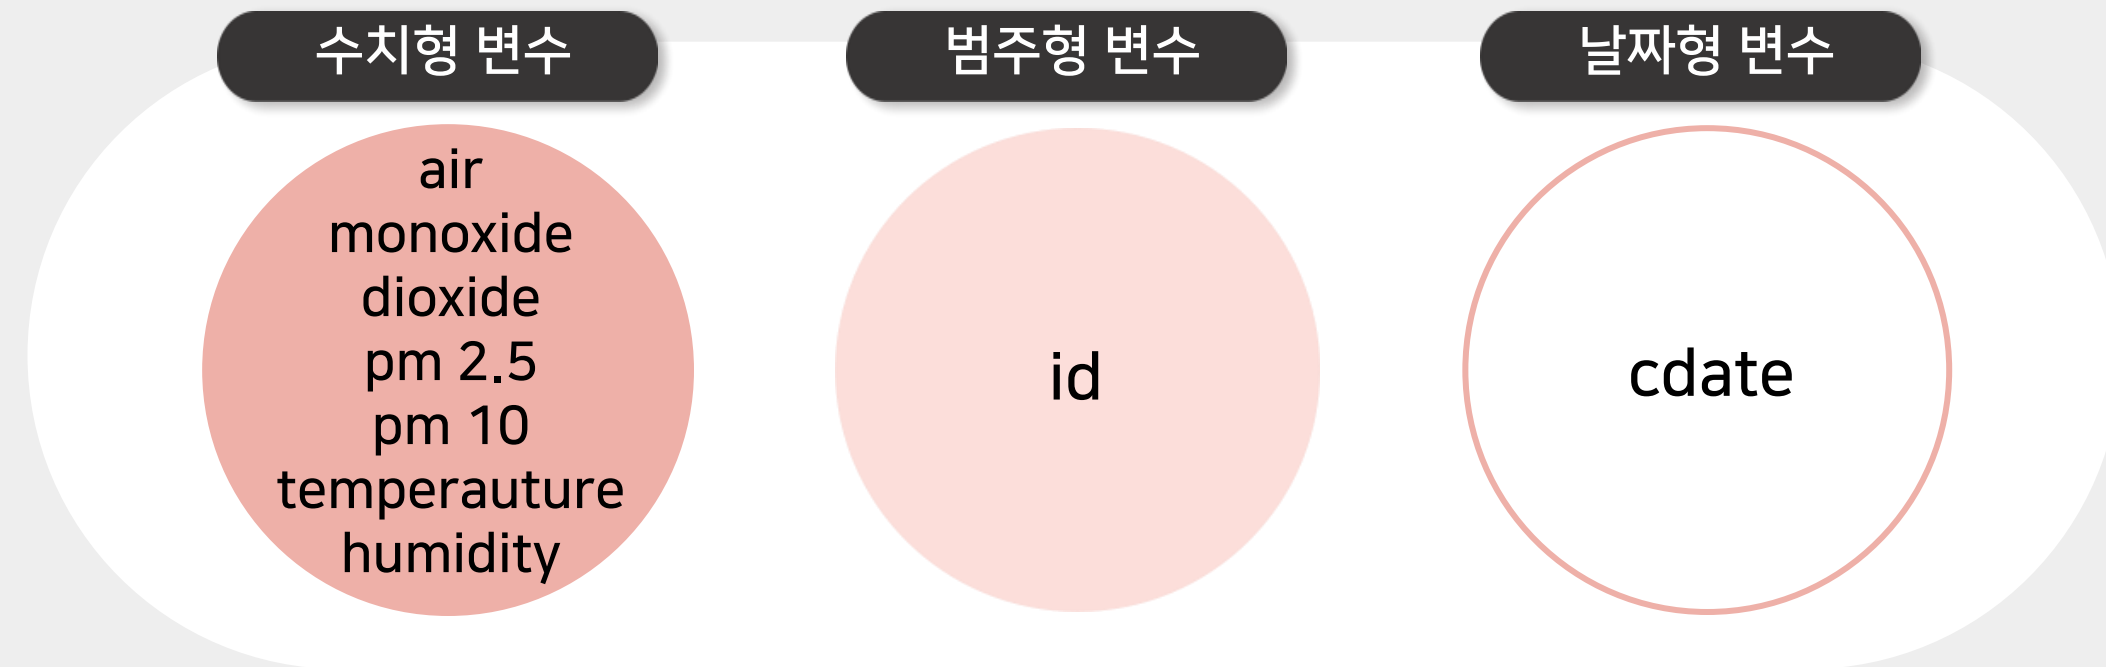 수치형 변수
범주형 변수
날짜형 변수
air
monoxide
dioxide
pm 2.5
pm 10
temperauture
humidity
id
cdate